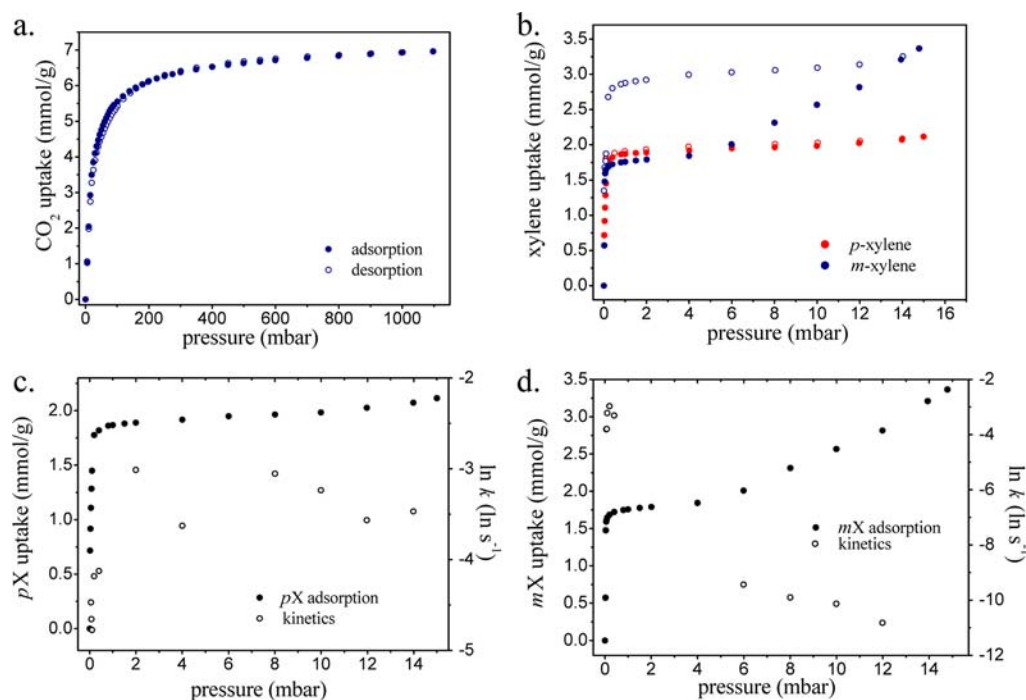 a.
CO2 uptake (mmol/g)
7
6
5
4
3
2
1
0
adsorption
desorption
0 200 400 600 800 1000
pressure (mbar)
b.
xylene uptake (mmol/g)
3.5
3.0
2.5
2.0
1.5
1.0
0.5
0.0
p-xylene
m-xylene
0 2 4 6 8 10 12 14 16
pressure (mbar)
c.
pX uptake (mmol/g)
2.0
1.5
1.0
0.5
0.0
pX adsorption
kinetics
-2
-3
-4
-5
ln k (ln s-1)
0 2 4 6 8 10 12 14
pressure (mbar)
d.
mX uptake (mmol/g)
3.5
3.0
2.5
2.0
1.5
1.0
0.5
0.0
mX adsorption
kinetics
-2
-4
-6
-8
-10
-12
ln k (ln s-1)
0 2 4 6 8 10 12 14
pressure (mbar)